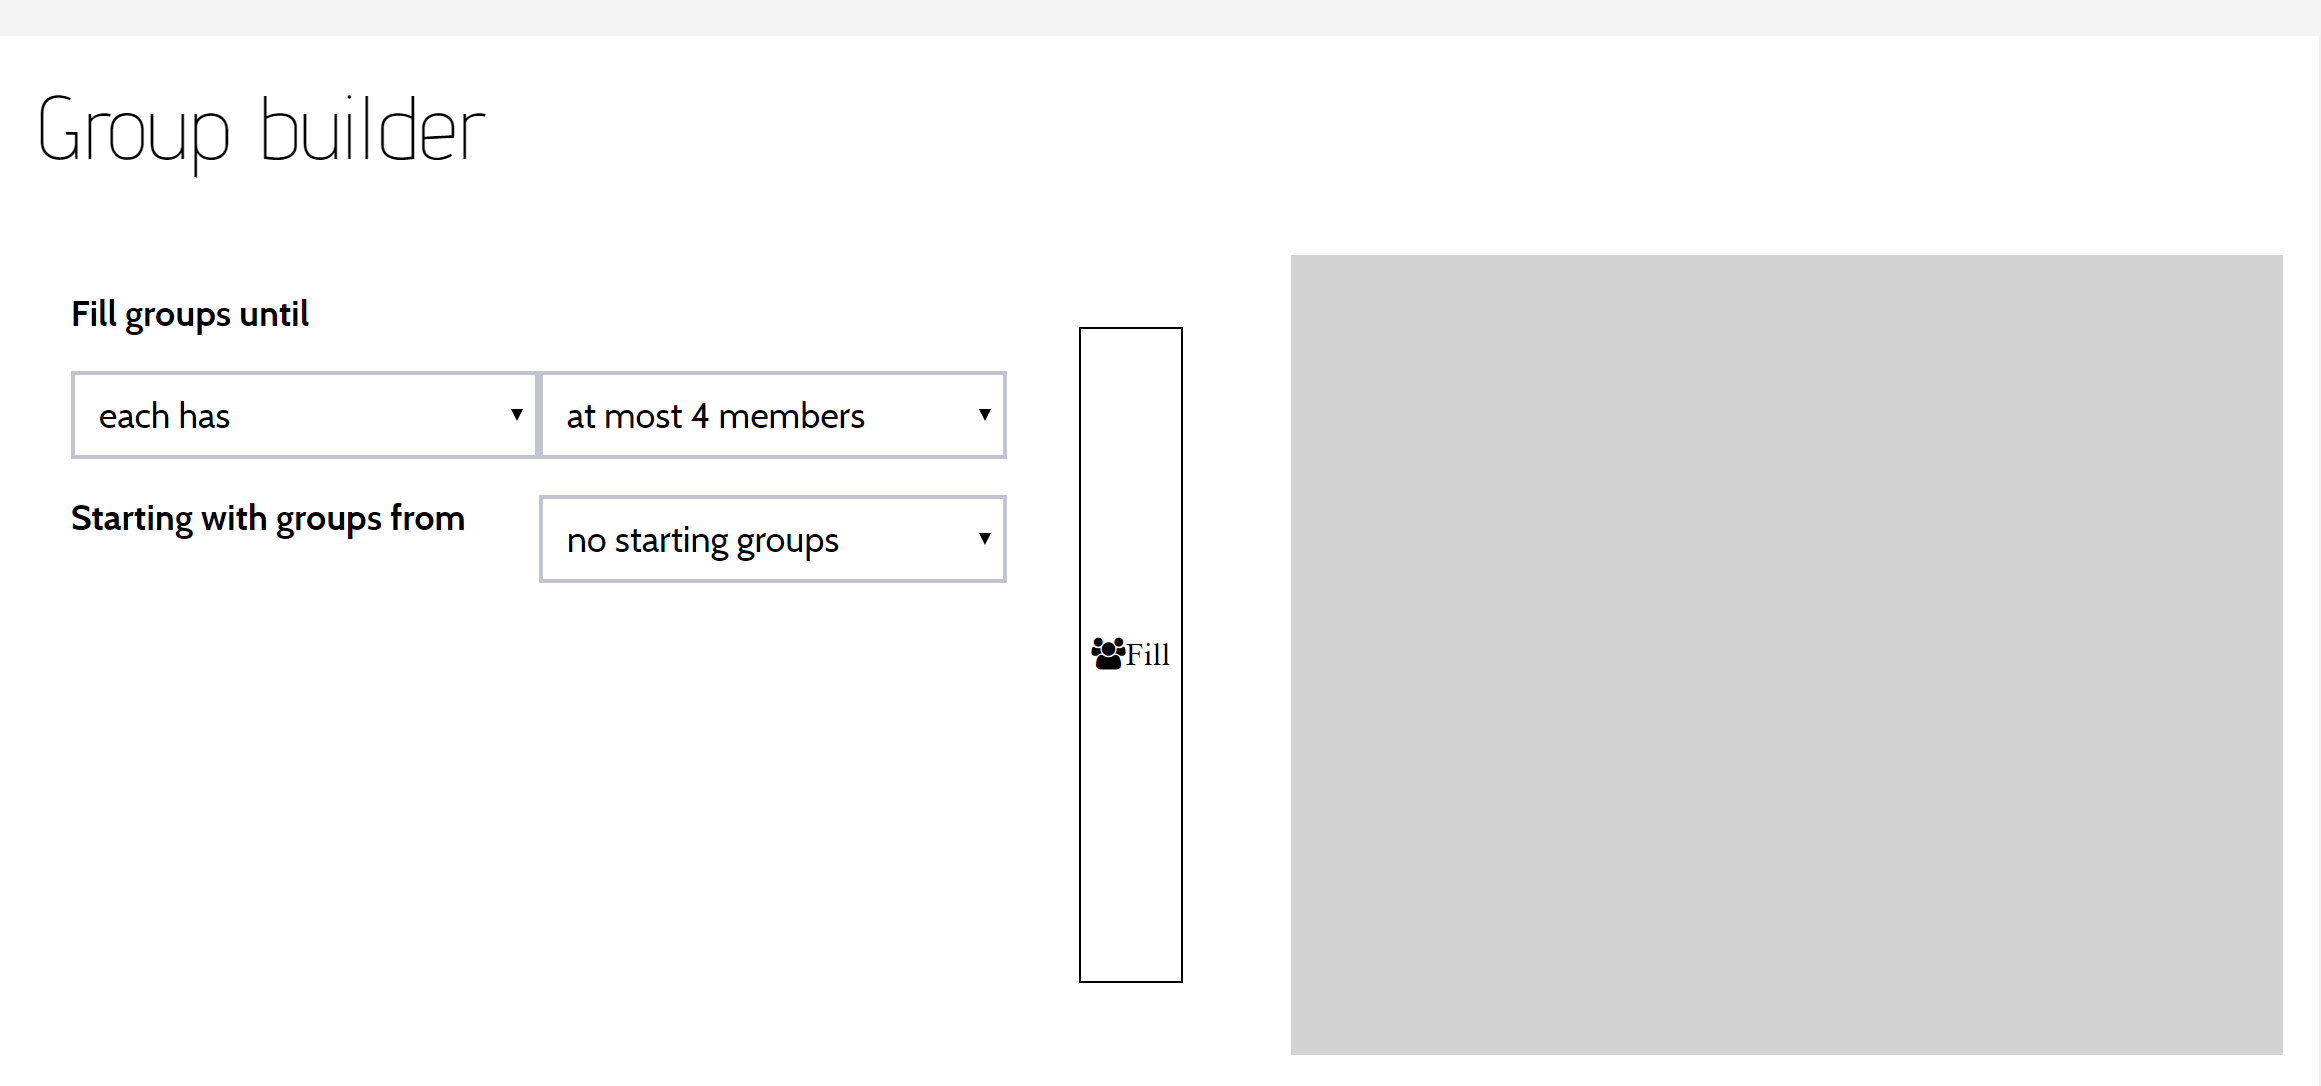 Group builder
Fill groups until
each has
at most 4 members
Starting with groups from
no starting groups
Fill